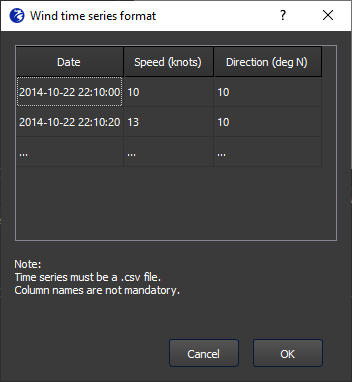 Wind time series format
Date Speed (knots) Direction (deg N)
2014-10-22 22:10:00 10 10
2014-10-22 22:10:20 13 10
... ... ...
Note:
Time series must be a .csv file.
Column names are not mandatory.
Cancel OK